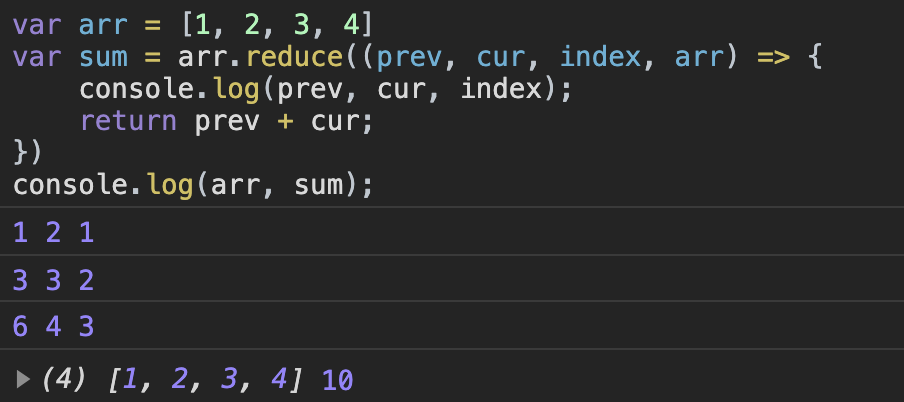 var arr = [1, 2, 3, 4]
var sum = arr.reduce((prev, cur, index, arr) => {
    console.log(prev, cur, index);
    return prev + cur;
})
console.log(arr, sum);
1 2 1
3 3 2
6 4 3
▶ (4) [1, 2, 3, 4] 10